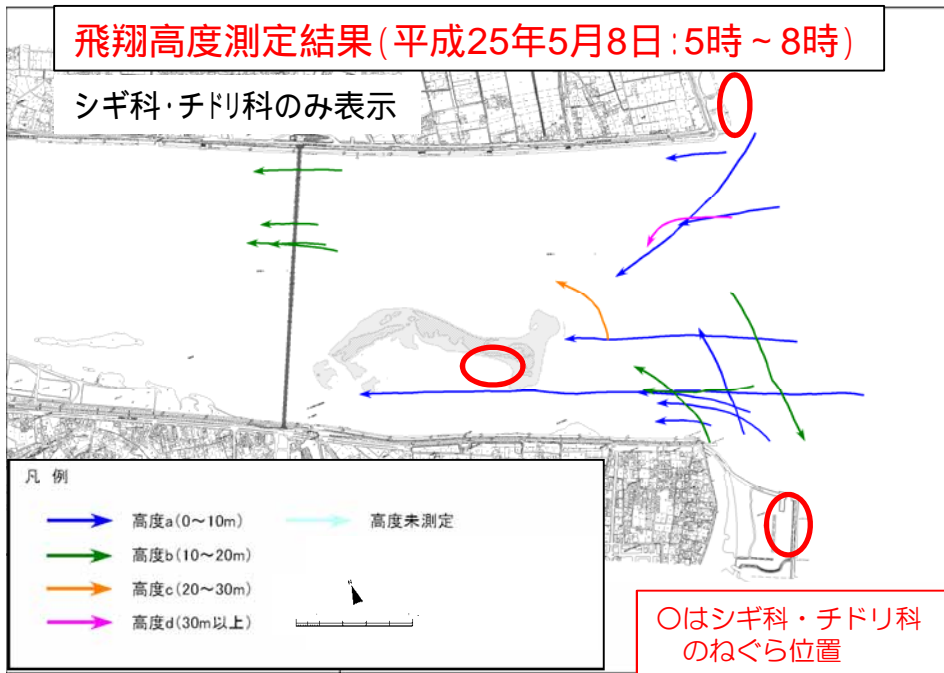 飛翔高度測定結果(平成25年5月8日:5時~8時)
シギ科・チドリ科のみ表示
凡 例
高度a(0~10m)
高度未測定
高度b(10~20m)
高度c(20~30m)
高度d(30m以上)
〇はシギ科・チドリ科
のねぐら位置